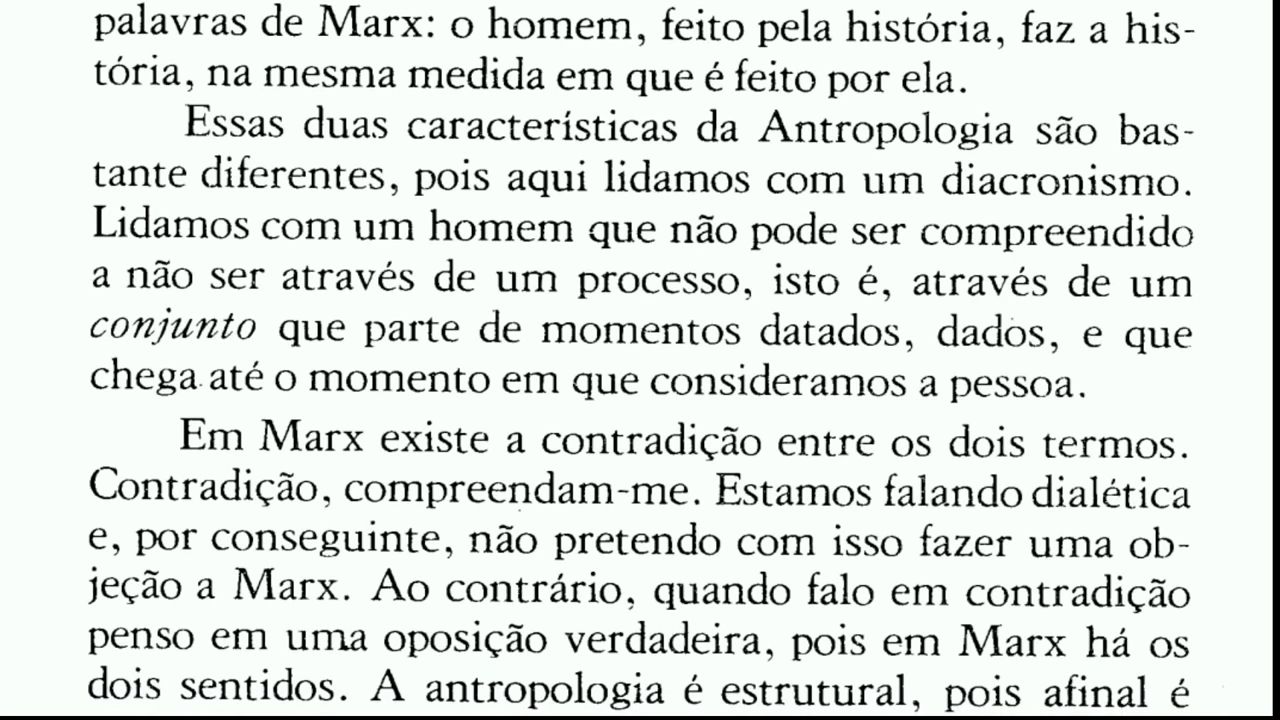 palavras de Marx: o homem, feito pela história, faz a his-
tória, na mesma medida em que é feito por ela.
Essas duas características da Antropologia são bas-
tante diferentes, pois aqui lidamos com um diacronismo.
Lidamos com um homem que não pode ser compreendido
a não ser através de um processo, isto é, através de um
conjunto que parte de momentos datados, dados, e que
chega até o momento em que consideramos a pessoa.
Em Marx existe a contradição entre os dois termos.
Contradição, compreendam-me. Estamos falando dialética
e, por conseguinte, não pretendo com isso fazer uma ob-
jeção a Marx. Ao contrário, quando falo em contradição
penso em uma oposição verdadeira, pois em Marx há os
dois sentidos. A antropologia é estrutural, pois afinal é